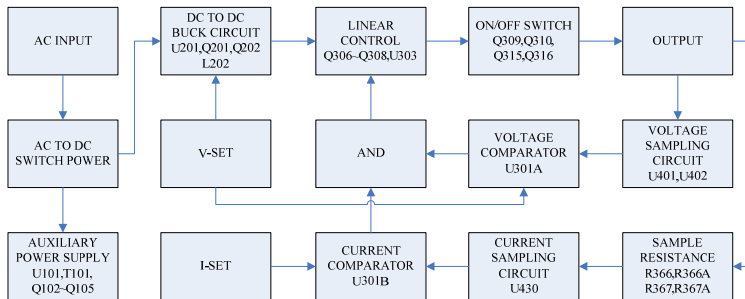 AC INPUT
DC TO DC
BUCK CIRCUIT
U201,Q201,Q202
L202
LINEAR
CONTROL
Q306~Q308,U303
ON/OFF SWITCH
Q309,Q310,
Q315,Q316
OUTPUT
AC TO DC
SWITCH POWER
V-SET
AND
VOLTAGE
COMPARATOR
U301A
VOLTAGE
SAMPLING
CIRCUIT
U401,U402
AUXILIARY
POWER SUPPLY
U101,T101,
Q102~Q105
I-SET
CURRENT
COMPARATOR
U301B
CURRENT
SAMPLING
CIRCUIT
U430
SAMPLE
RESISTANCE
R366,R366A
R367,R367A